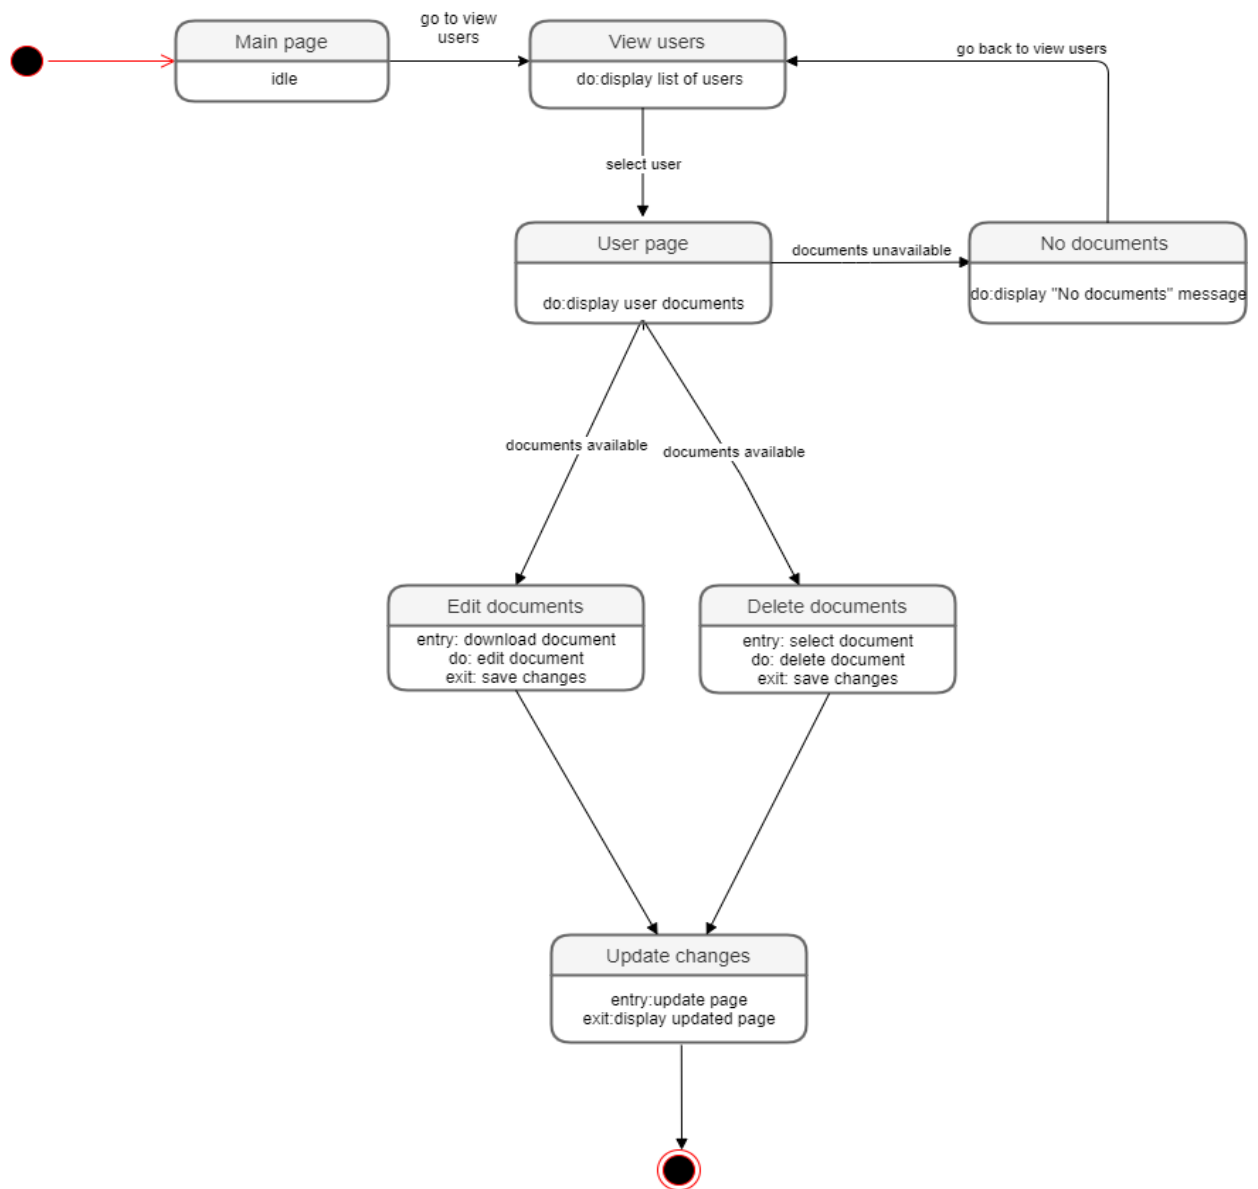 Main page
idle
go to view
users
View users
do:display list of users
go back to view users
select user
User page
do:display user documents
documents unavailable
No documents
do:display "No documents" message
documents available
documents available
Edit documents
entry: download document
do: edit document
exit: save changes
Delete documents
entry: select document
do: delete document
exit: save changes
Update changes
entry:update page
exit:display updated page